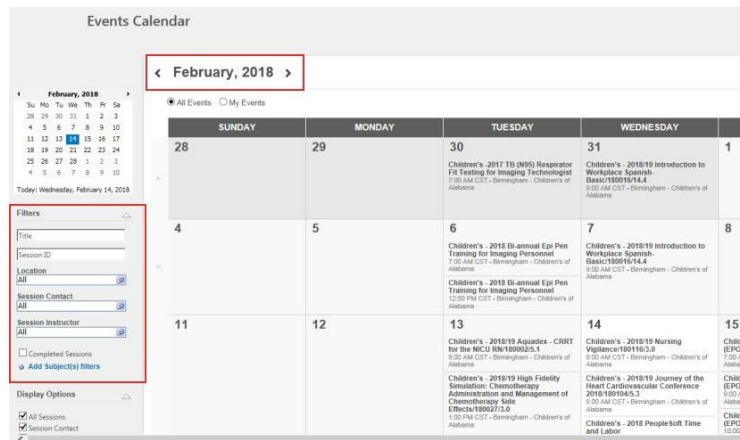 Events Calendar
February, 2018
Su Mo Tu We Th Fr Sa
28 29 30 31 1 2 3
4 5 6 7 8 9 10
11 12 13 14 15 16 17
18 19 20 21 22 23 24
25 26 27 28 1 2 3
4 5 6 7 8 9 10
Today: Wednesday, February 14, 2018
Filters
Title
Session ID
Location
All
Session Contact
All
Session Instructor
All
Completed Sessions
Add Subject(s) filters
Display Options
All Sessions
Session Contact
< February, 2018 >
All Events My Events
SUNDAY MONDAY TUESDAY WEDNESDAY
28 29 30 31 1
Children's -2017 TB (N95) Respirator
Fit Testing for Imaging Technologist
7:00 AM CST - Birmingham - Children's of
Alabama
Children's - 2018/19 Introduction to
Workplace Spanish-
Basic/180016/14.4
9:00 AM CST - Birmingham - Children's of
Alabama
4 5 6 7 8
Children's - 2018 Bi-annual Epi Pen
Training for Imaging Personnel
7:00 AM CST - Birmingham - Children's of
Alabama
Children's - 2018 Bi-annual Epi Pen
Training for Imaging Personnel
12:00 PM CST - Birmingham - Children's of
Alabama
Children's - 2018/19 Introduction to
Workplace Spanish-
Basic/180016/14.4
9:00 AM CST - Birmingham - Children's of
Alabama
11 12 13 14 15
Children's - 2018/19 Aquadex - CRRT
for the NICU RN/180002/5.1
9:00 AM CST - Birmingham - Children's of
Alabama
Children's - 2018/19 High Fidelity
Simulation: Chemotherapy
Administration and Management of
Chemotherapy Side
Effects/180027/3.0
1:00 PM CST - Birmingham - Children's of
Alabama
Children's - 2018/19 Nursing
Vigilance/180116/3.0
8:00 AM CST - Birmingham - Children's of
Alabama
Children's - 2018/19 Journey of the
Heart Cardiovascular Conference
2018/180104/5.3
8:00 AM CST - Birmingham - Children's of
Alabama
Children's - 2018 PeopleSoft Time
and Labor